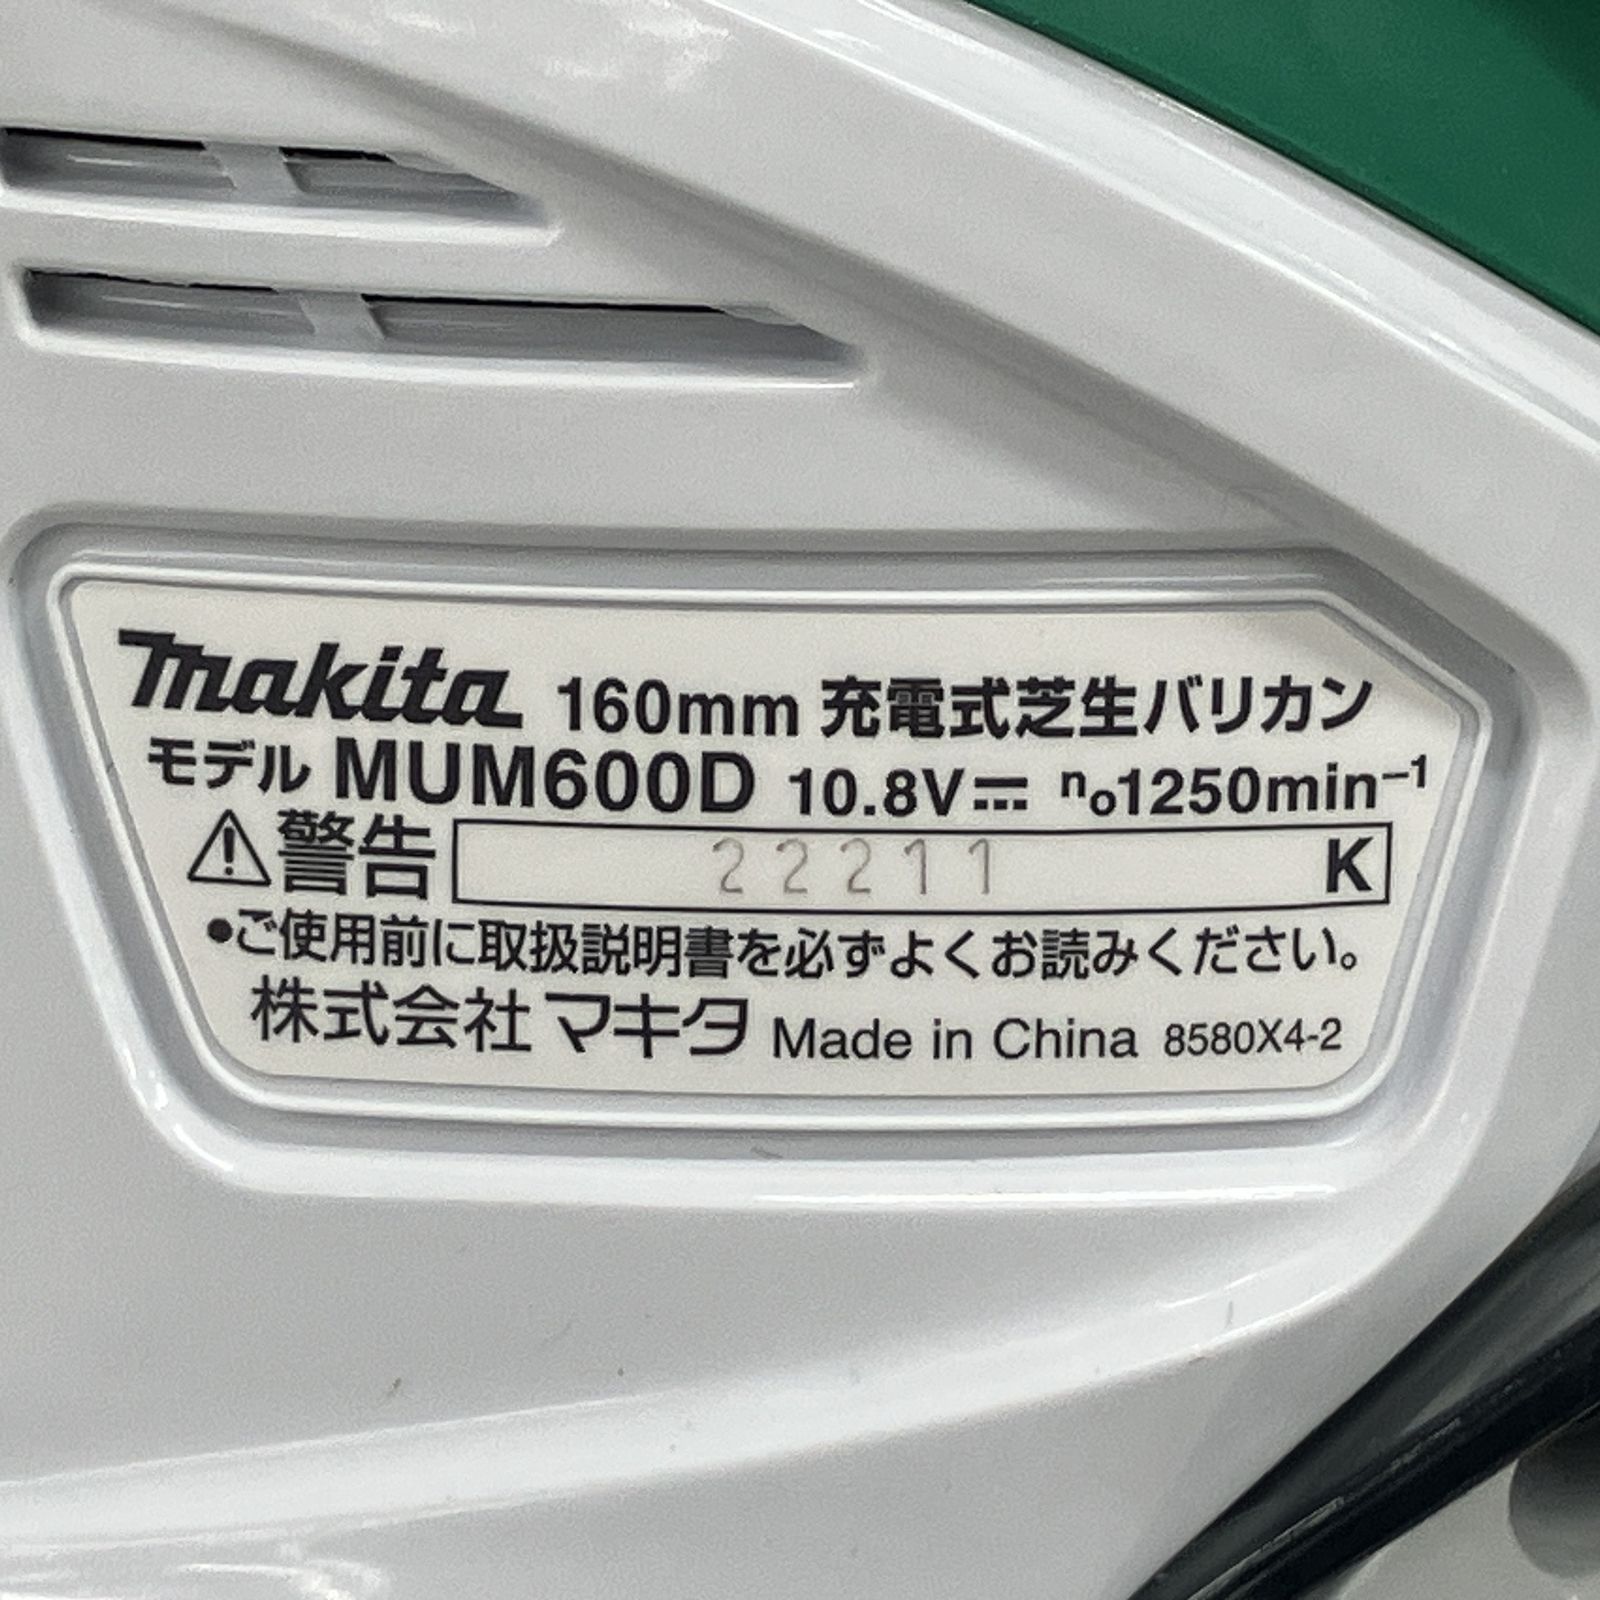 makita 160mm 充電式芝生バリカン
モデル MUM600D 10.8V⎓ n₀1250min⁻¹
⚠警告 22211 K
●ご使用前に取扱説明書を必ずよくお読みください。
株式会社マキタ Made in China 8580X4-2